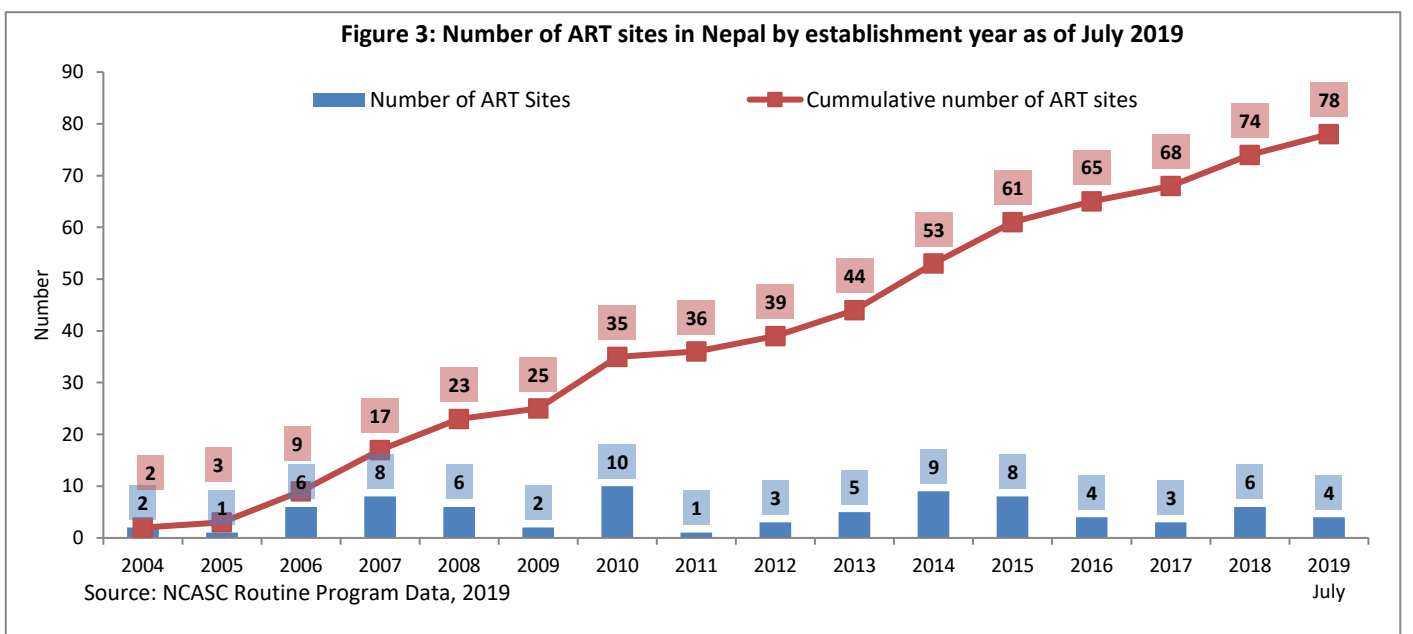 Figure 3: Number of ART sites in Nepal by establishment year as of July 2019
Number of ART Sites
Cummulative number of ART sites
90
80
70
60
50
40
30
20
10
0
Number
2 3 9 17 23 25 35 36 39 44 53 61 65 68 74 78
2 1 6 8 6 2 10 1 3 5 9 8 4 3 6 4
2004 2005 2006 2007 2008 2009 2010 2011 2012 2013 2014 2015 2016 2017 2018 2019
July
Source: NCASC Routine Program Data, 2019